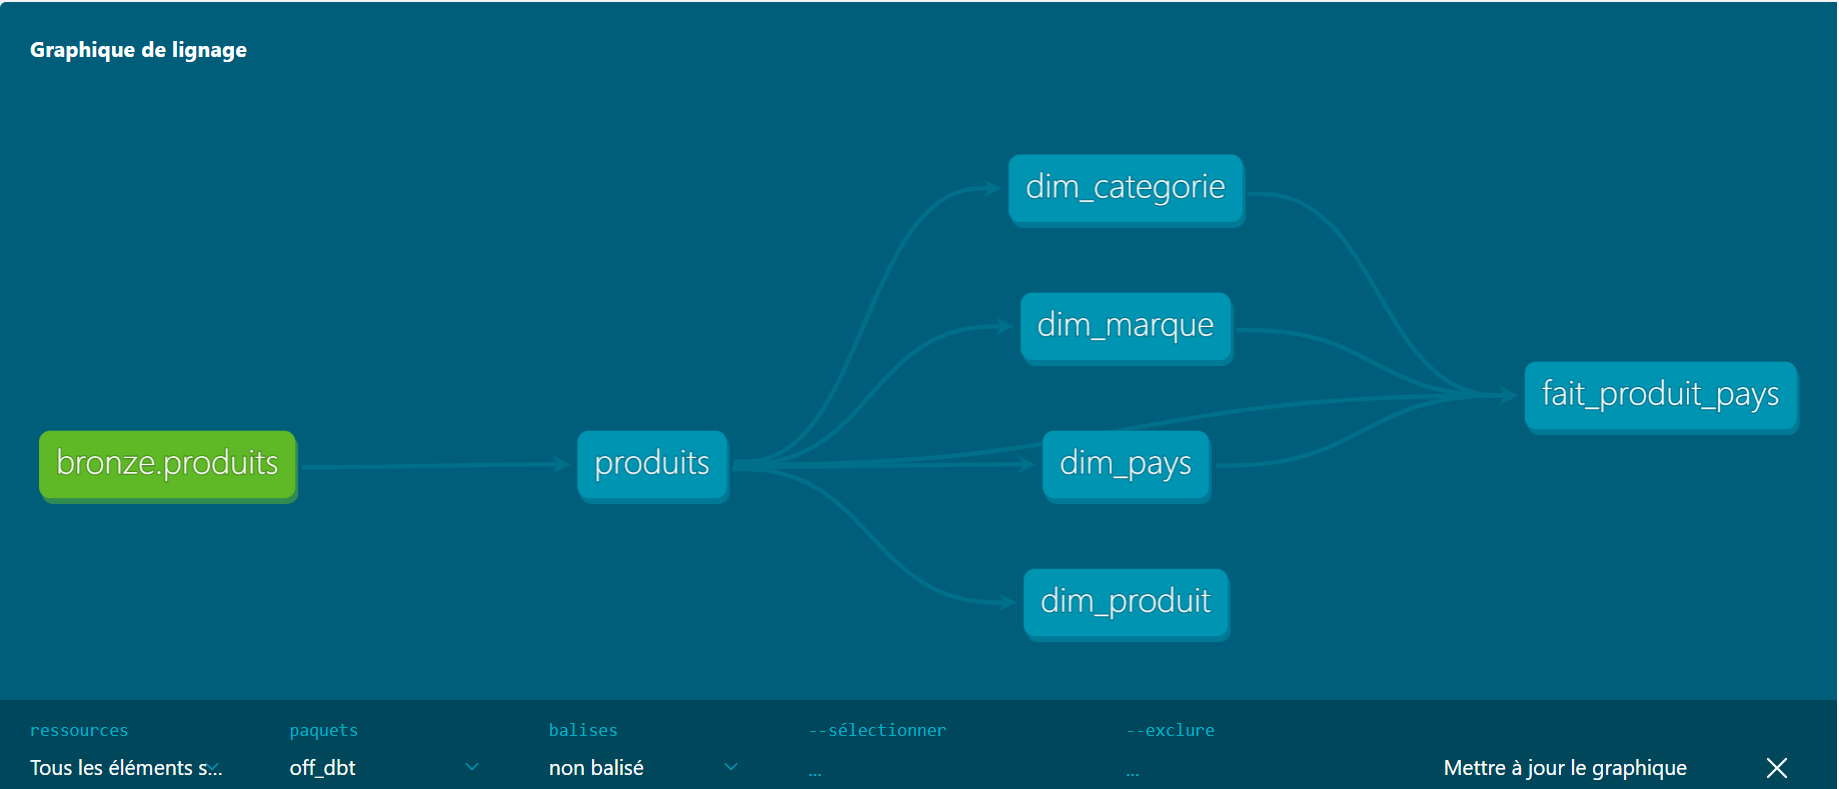 Graphique de lignage
dim_categorie
dim_marque
fait_produit_pays
bronze.produits
produits
dim_pays
dim_produit
ressources
Tous les éléments s...
paquets
off_dbt
balises
non balisé
--sélectionner
...
--exclure
...
Mettre à jour le graphique